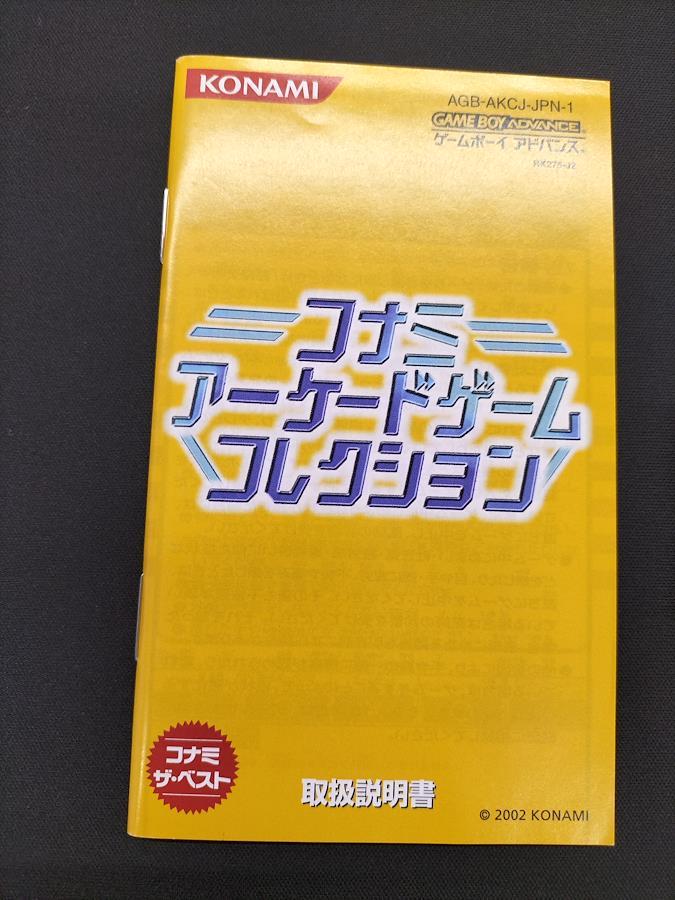 KONAMI
AGB-AKCJ-JPN-1
GAME BOY ADVANCE
ゲームボーイ アドバンス
RK275-J2
コナミ
アーケードゲーム
コレクション
コナミ
ザ・ベスト
取扱説明書
© 2002 KONAMI